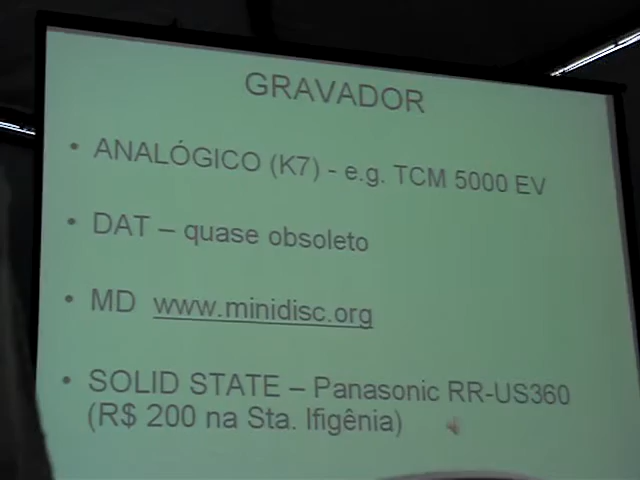 GRAVADOR
• ANALÓGICO (K7) - e.g. TCM 5000 EV
• DAT – quase obsoleto
• MD www.minidisc.org
• SOLID STATE – Panasonic RR-US360
(R$ 200 na Sta. Ifigênia)